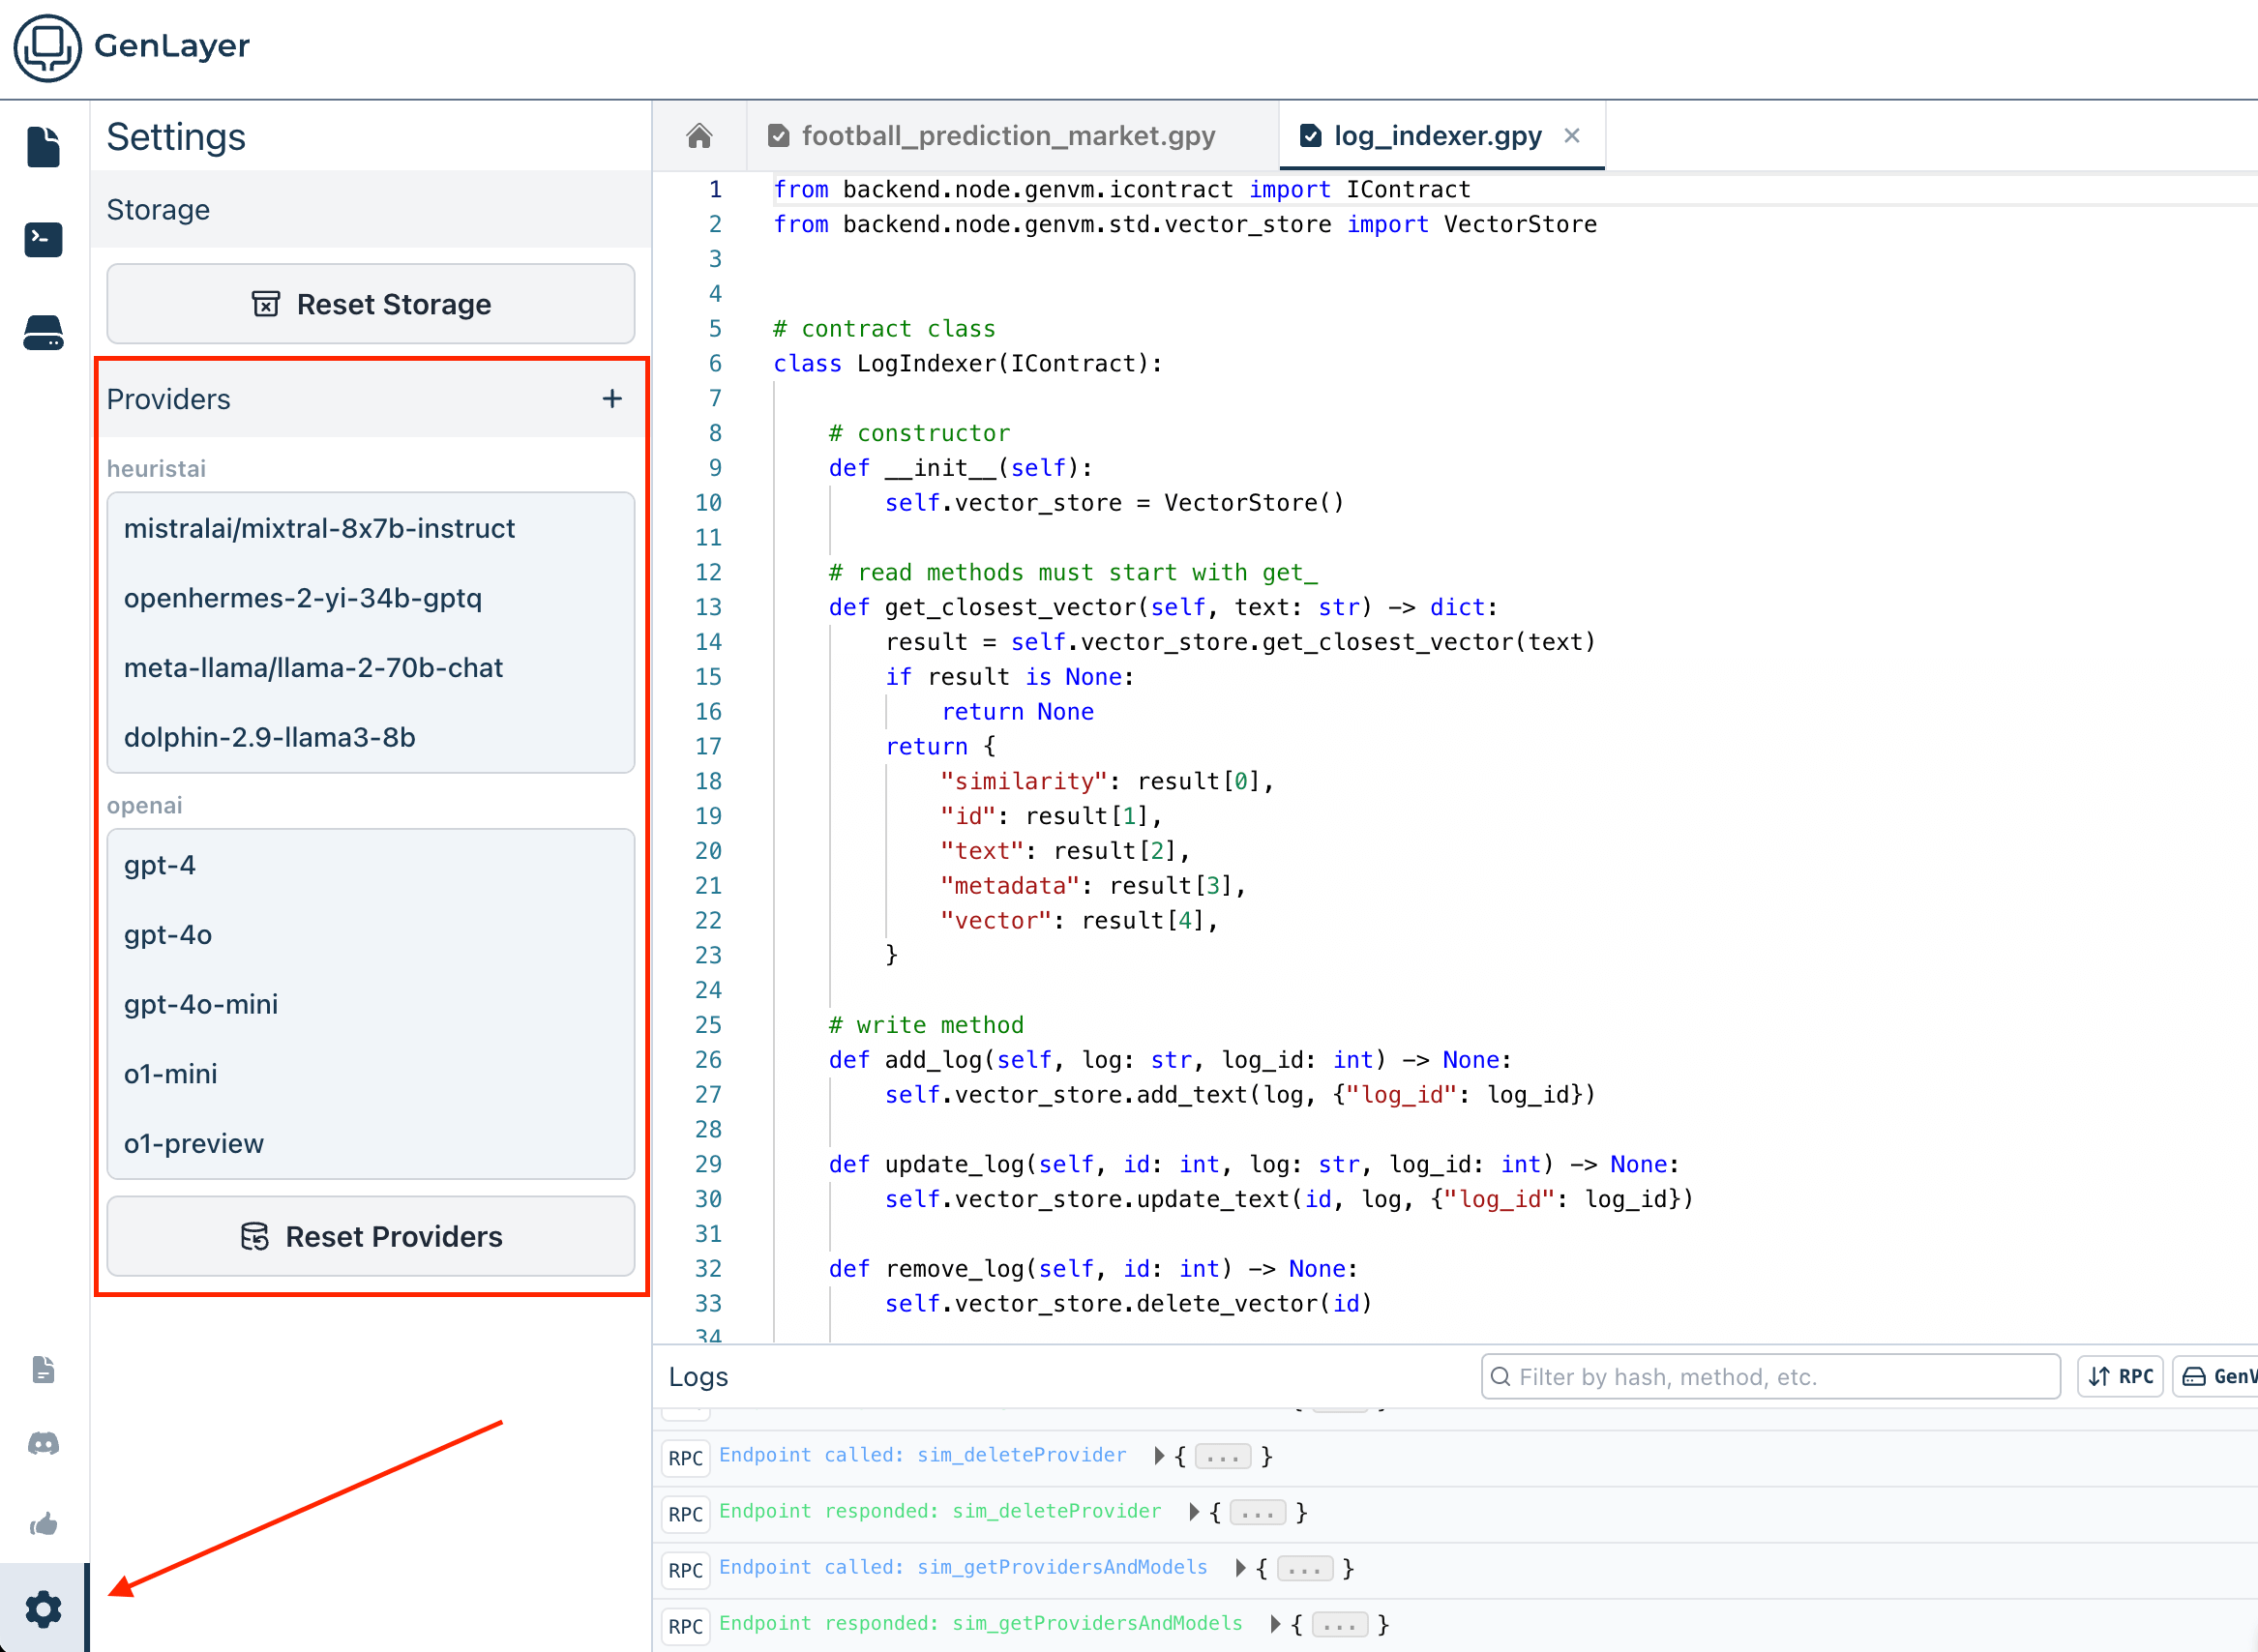 GenLayer
Settings
Storage
Reset Storage
Providers +
heuristai
mistralai/mixtral-8x7b-instruct
openhermes-2-yi-34b-gptq
meta-llama/llama-2-70b-chat
dolphin-2.9-llama3-8b
openai
gpt-4
gpt-4o
gpt-4o-mini
o1-mini
o1-preview
Reset Providers
football_prediction_market.gpy
log_indexer.gpy ×
1 from backend.node.genvm.icontract import IContract
2 from backend.node.genvm.std.vector_store import VectorStore
3
4
5 # contract class
6 class LogIndexer(IContract):
7
8     # constructor
9     def __init__(self):
10         self.vector_store = VectorStore()
11
12     # read methods must start with get_
13     def get_closest_vector(self, text: str) -> dict:
14         result = self.vector_store.get_closest_vector(text)
15         if result is None:
16             return None
17         return {
18             "similarity": result[0],
19             "id": result[1],
20             "text": result[2],
21             "metadata": result[3],
22             "vector": result[4],
23         }
24
25     # write method
26     def add_log(self, log: str, log_id: int) -> None:
27         self.vector_store.add_text(log, {"log_id": log_id})
28
29     def update_log(self, id: int, log: str, log_id: int) -> None:
30         self.vector_store.update_text(id, log, {"log_id": log_id})
31
32     def remove_log(self, id: int) -> None:
33         self.vector_store.delete_vector(id)
34
Logs
Filter by hash, method, etc.
RPC
GenV
RPC Endpoint called: sim_deleteProvider { ... }
RPC Endpoint responded: sim_deleteProvider { ... }
RPC Endpoint called: sim_getProvidersAndModels { ... }
RPC Endpoint responded: sim_getProvidersAndModels { ... }